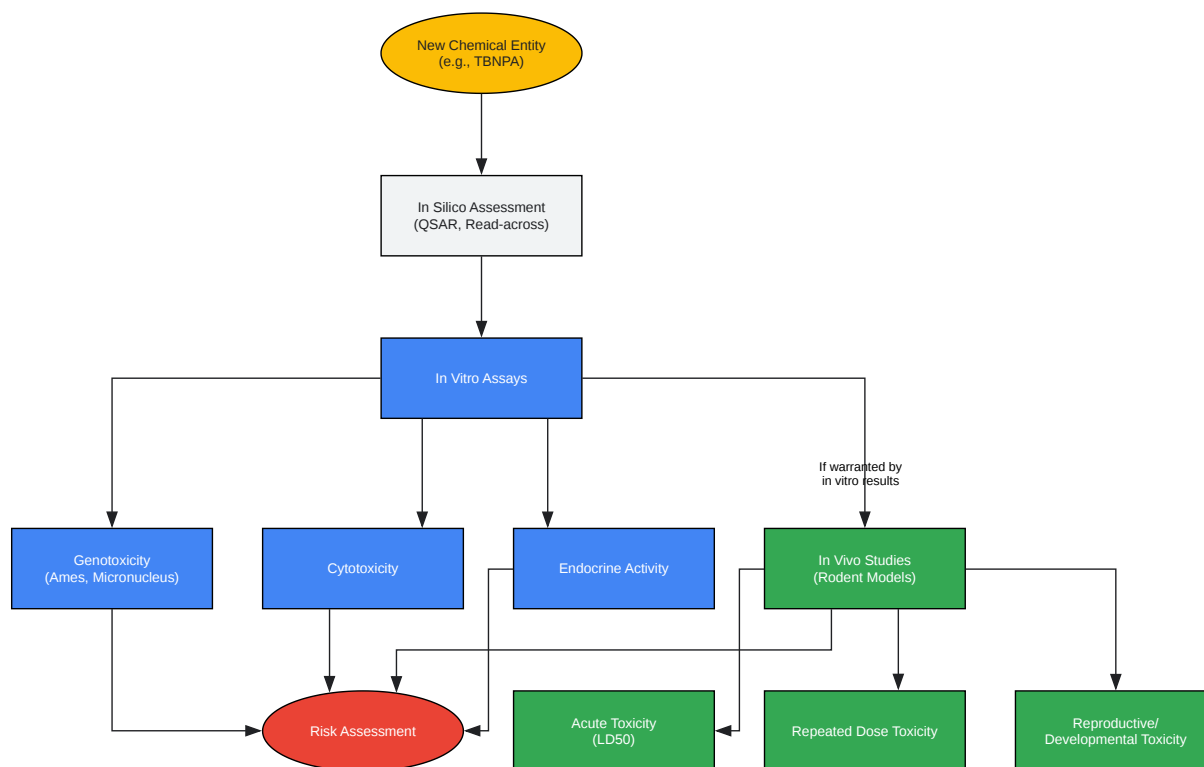 New Chemical Entity
(e.g., TBNPA)
In Silico Assessment
(QSAR, Read-across)
In Vitro Assays
If warranted by
in vitro results
Genotoxicity
(Ames, Micronucleus)
Cytotoxicity
Endocrine Activity
In Vivo Studies
(Rodent Models)
Risk Assessment
Acute Toxicity
(LD50)
Repeated Dose Toxicity
Reproductive/
Developmental Toxicity